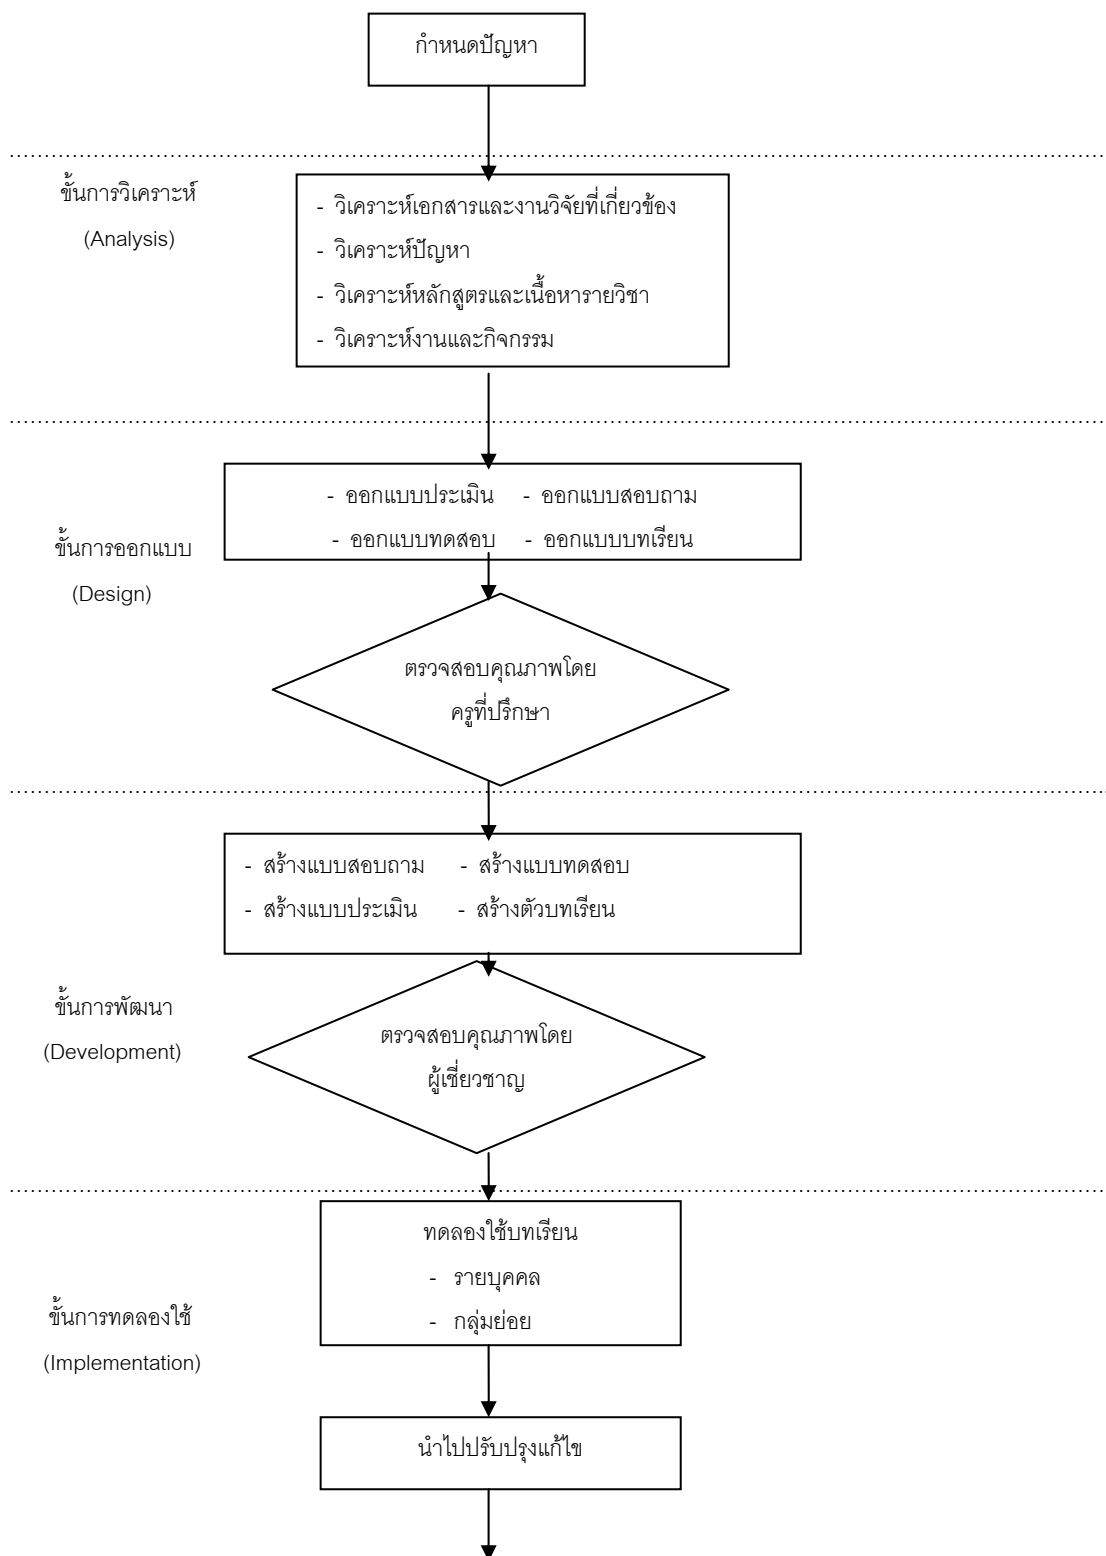 กำหนดปัญหา
ขั้นการวิเคราะห์
(Analysis)
- วิเคราะห์เอกสารและงานวิจัยที่เกี่ยวข้อง
- วิเคราะห์ปัญหา
- วิเคราะห์หลักสูตรและเนื้อหารายวิชา
- วิเคราะห์งานและกิจกรรม
ขั้นการออกแบบ
(Design)
- ออกแบบประเมิน - ออกแบบสอบถาม
- ออกแบบทดสอบ - ออกแบบบทเรียน
ตรวจสอบคุณภาพโดย
ครูที่ปรึกษา
- สร้างแบบสอบถาม - สร้างแบบทดสอบ
- สร้างแบบประเมิน - สร้างตัวบทเรียน
ขั้นการพัฒนา
(Development)
ตรวจสอบคุณภาพโดย
ผู้เชี่ยวชาญ
ทดลองใช้บทเรียน
- รายบุคคล
- กลุ่มย่อย
ขั้นการทดลองใช้
(Implementation)
นำไปปรับปรุงแก้ไข